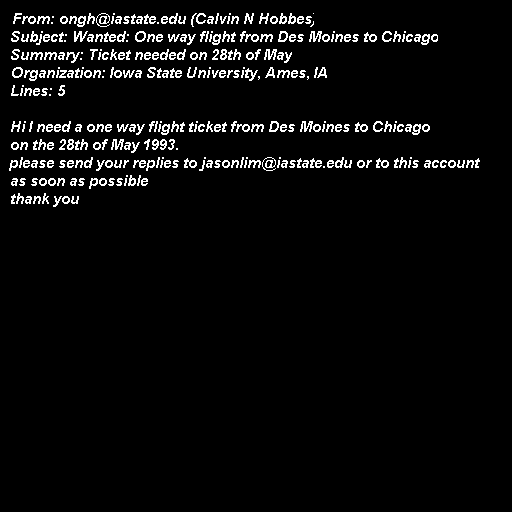 From: ongh@iastate.edu (Calvin N Hobbes)
Subject: Wanted: One way flight from Des Moines to Chicago
Summary: Ticket needed on 28th of May
Organization: Iowa State University, Ames, IA
Lines: 5

Hi I need a one way flight ticket from Des Moines to Chicago
on the 28th of May 1993.
please send your replies to jasonlim@iastate.edu or to this account
as soon as possible
thank you